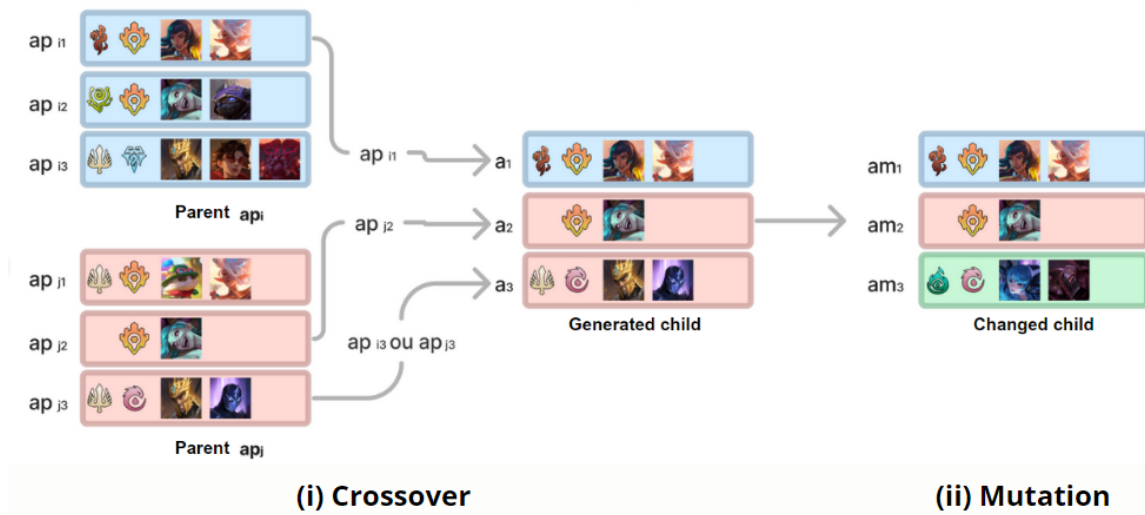 ap i1
ap i2
ap i3
Parent api
ap j1
ap j2
ap j3
Parent apj
ap i1
ap j2
ap i3 ou ap j3
a1
a2
a3
Generated child
am1
am2
am3
Changed child
(i) Crossover
(ii) Mutation